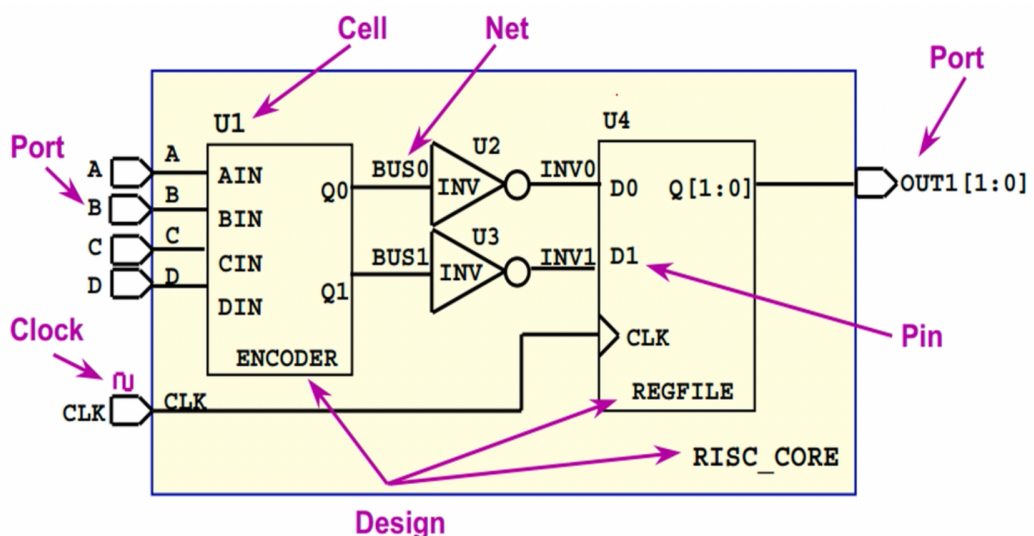 Cell
Net
Port
U1
U2
U4
Port
A
A
AIN
Q0
BUS0
INV
INV0
D0
Q[1:0]
OUT1[1:0]
B
B
BIN
C
C
CIN
U3
BUS1
INV
INV1
D1
D
D
DIN
Q1
Pin
Clock
CLK
ENCODER
CLK
CLK
REGFILE
RISC_CORE
Design